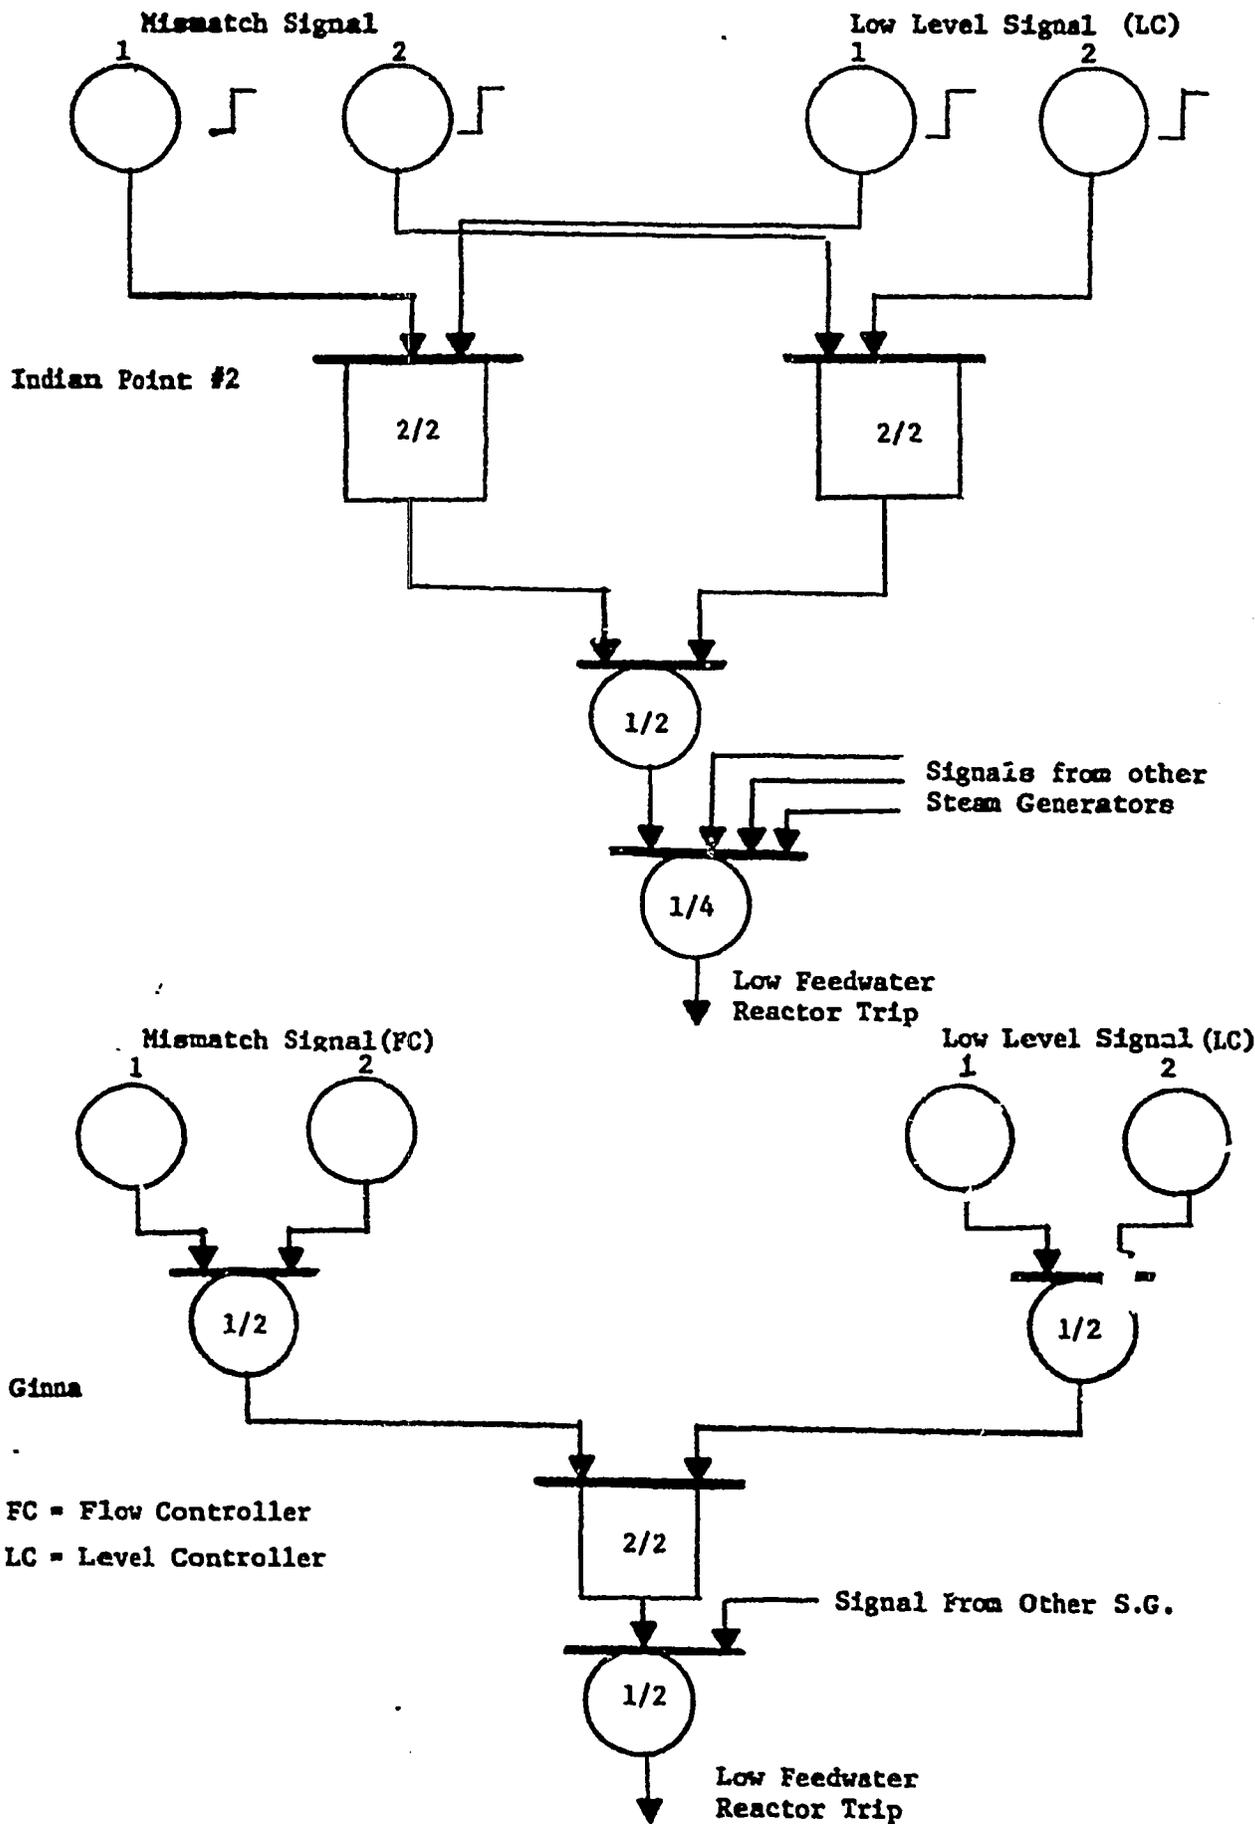 Mismatch Signal
1
2
Low Level Signal (LC)
1
2
Indian Point #2
2/2
2/2
1/2
Signals from other
Steam Generators
1/4
Low Feedwater
Reactor Trip
Mismatch Signal(FC)
1
2
Low Level Signal(LC)
1
2
1/2
1/2
Ginna
FC = Flow Controller
LC = Level Controller
2/2
Signal From Other S.G.
1/2
Low Feedwater
Reactor Trip